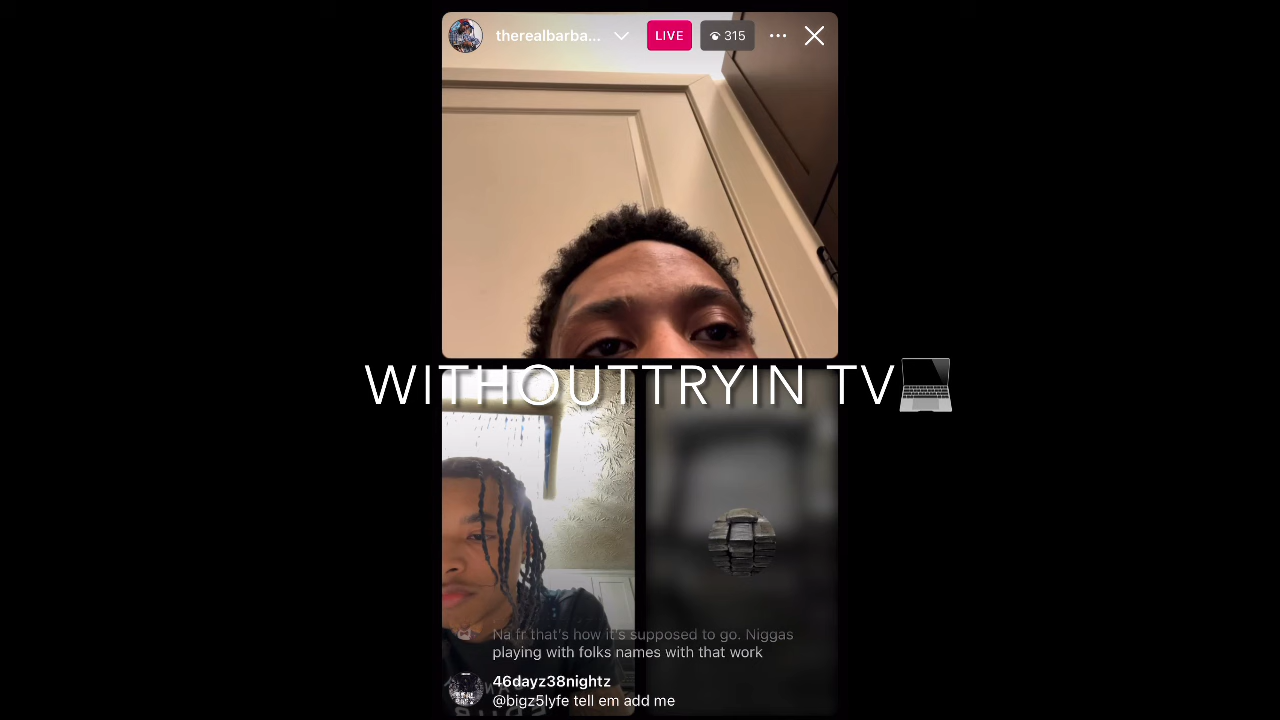 therealbarba...
LIVE
315
WITHOUTTRYIN TV
Na fr that's how it's supposed to go. Niggas
playing with folks names with that work
46dayz38nightz
@bigz5lyfe tell em add me